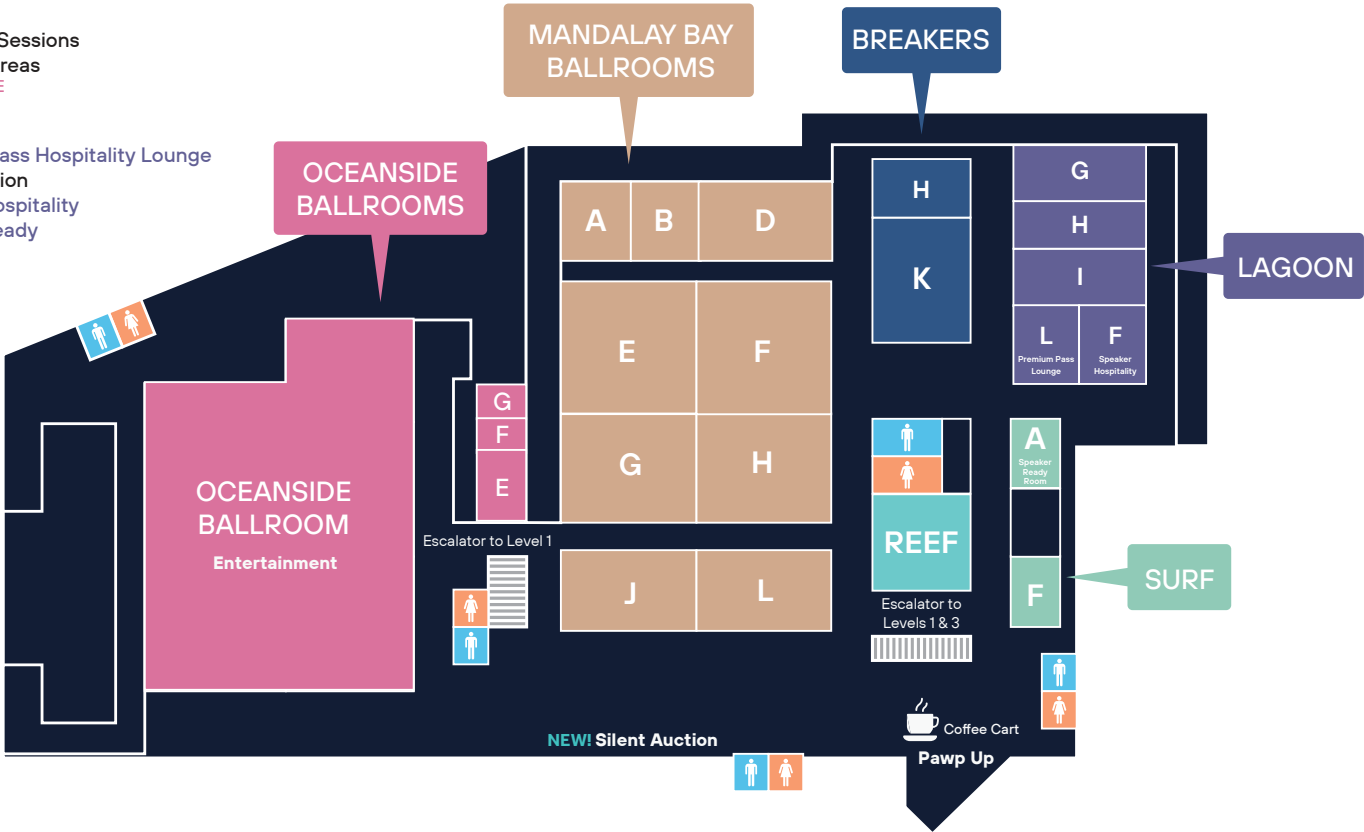 Sessions
reas
E
ass Hospitality Lounge
ion
ospitality
eady
MANDALAY BAY
BALLROOMS
BREAKERS
OCEANSIDE
BALLROOMS
LAGOON
SURF
A
B
D
E
F
G
H
J
L
H
K
G
H
I
L
Premium Pass
Lounge
F
Speaker
Hospitality
G
F
E
OCEANSIDE
BALLROOM
Entertainment
Escalator to Level 1
REEF
Escalator to
Levels 1 & 3
A
Speaker
Ready
Room
F
NEW! Silent Auction
Coffee Cart
Pawp Up